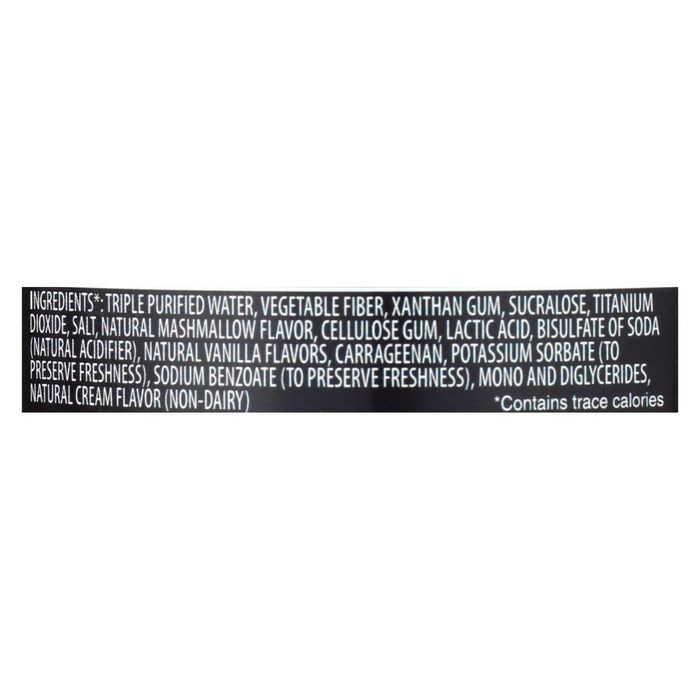 INGREDIENTS*: TRIPLE PURIFIED WATER, VEGETABLE FIBER, XANTHAN GUM, SUCRALOSE, TITANIUM
DIOXIDE, SALT, NATURAL MASHMALLOW FLAVOR, CELLULOSE GUM, LACTIC ACID, BISULFATE OF SODA
(NATURAL ACIDIFIER), NATURAL VANILLA FLAVORS, CARRAGEENAN, POTASSIUM SORBATE (TO
PRESERVE FRESHNESS), SODIUM BENZOATE (TO PRESERVE FRESHNESS), MONO AND DIGLYCERIDES,
NATURAL CREAM FLAVOR (NON-DAIRY)
*Contains trace calories